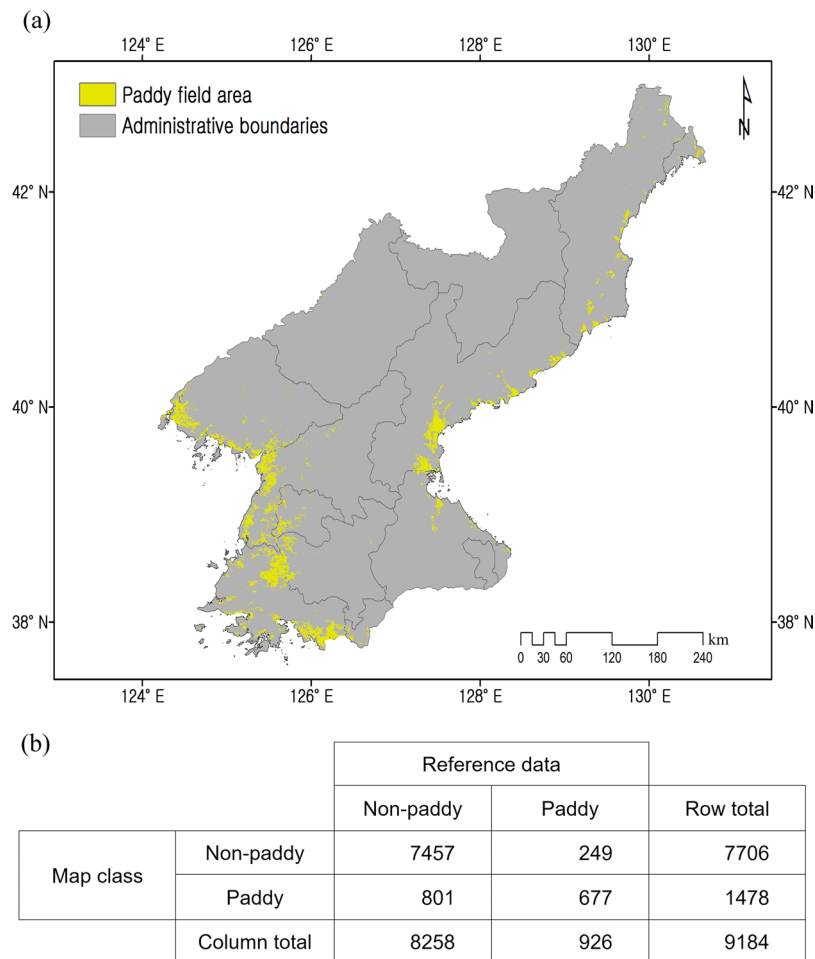 (a)
124° E 126° E 128° E 130° E
Paddy field area
Administrative boundaries
N
42° N 42° N
40° N 40° N
38° N 38° N
km
0 30 60 120 180 240
124° E 126° E 128° E 130° E
(b)
Reference data
Non-paddy Paddy Row total
Map class Non-paddy 7457 249 7706
Paddy 801 677 1478
Column total 8258 926 9184